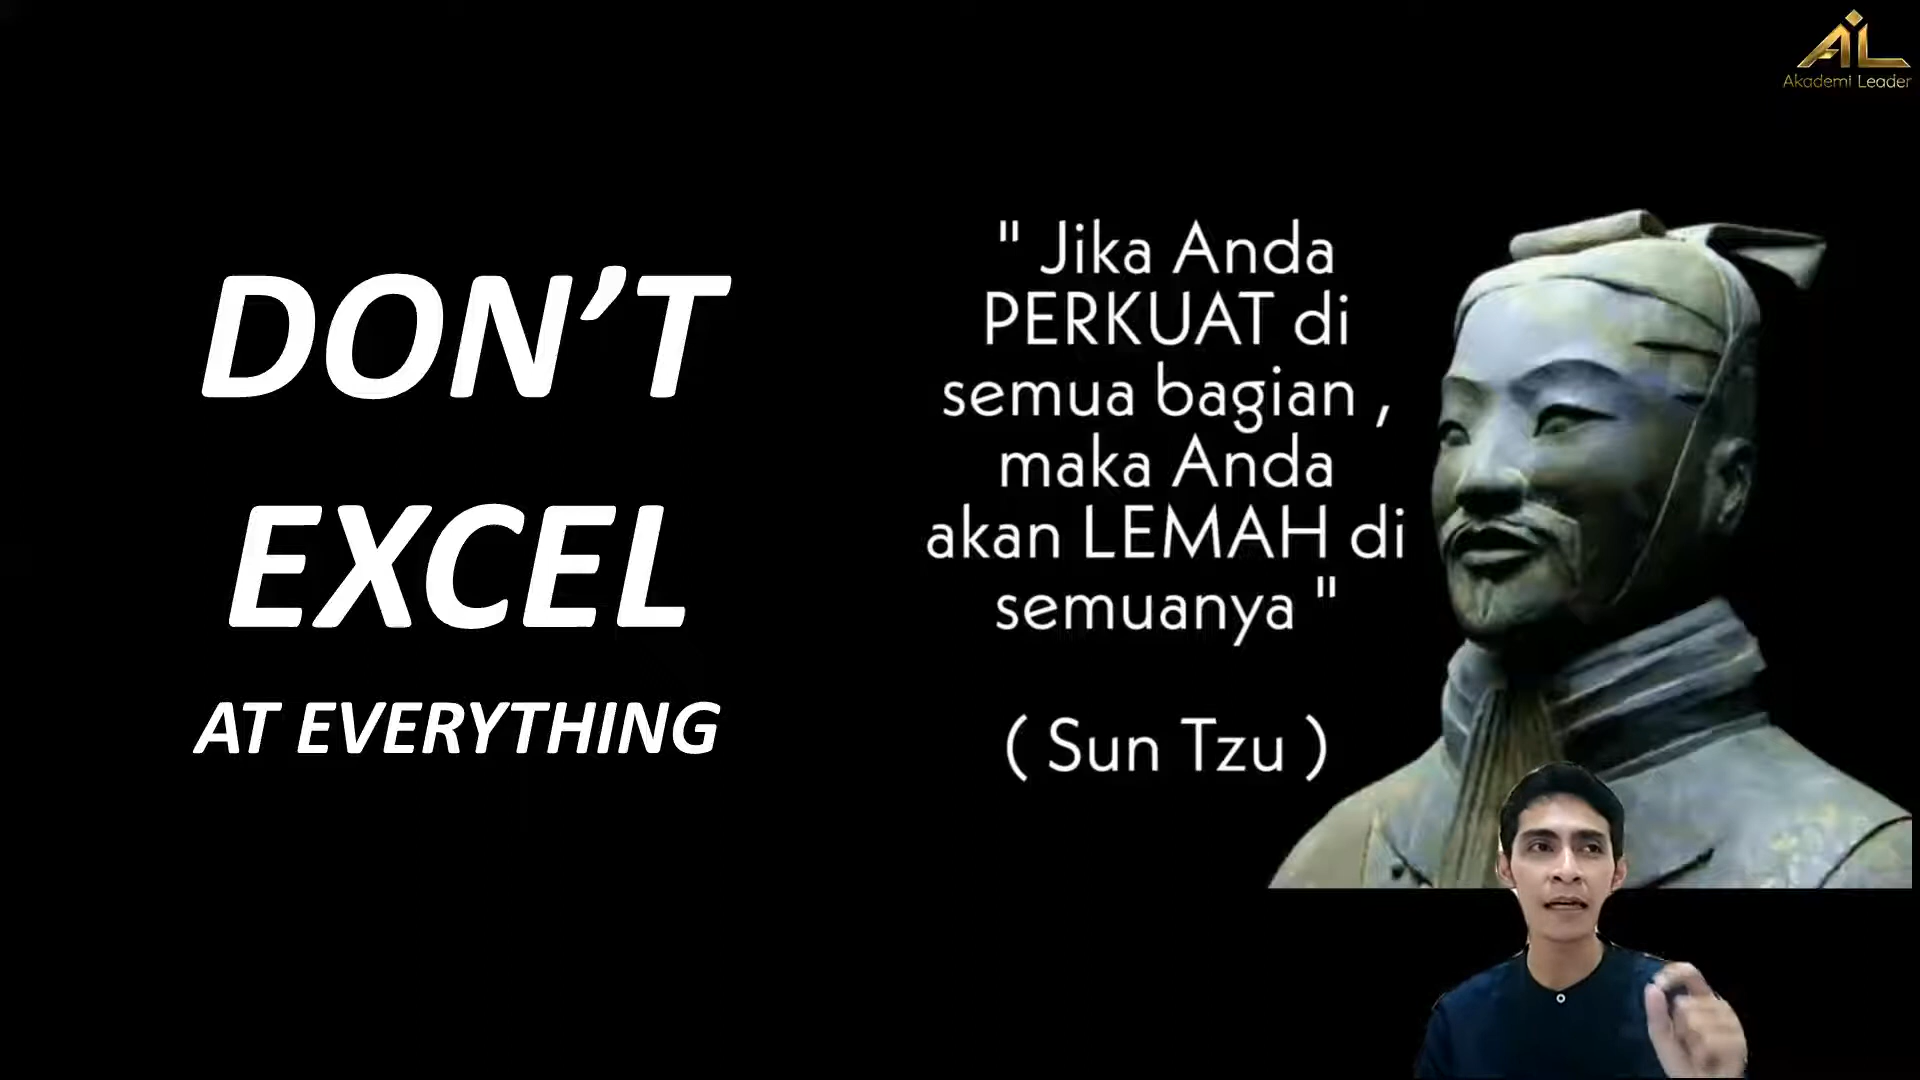 AIL
Akademi Leader
DON'T
EXCEL
AT EVERYTHING
" Jika Anda
PERKUAT di
semua bagian ,
maka Anda
akan LEMAH di
semuanya "
( Sun Tzu )